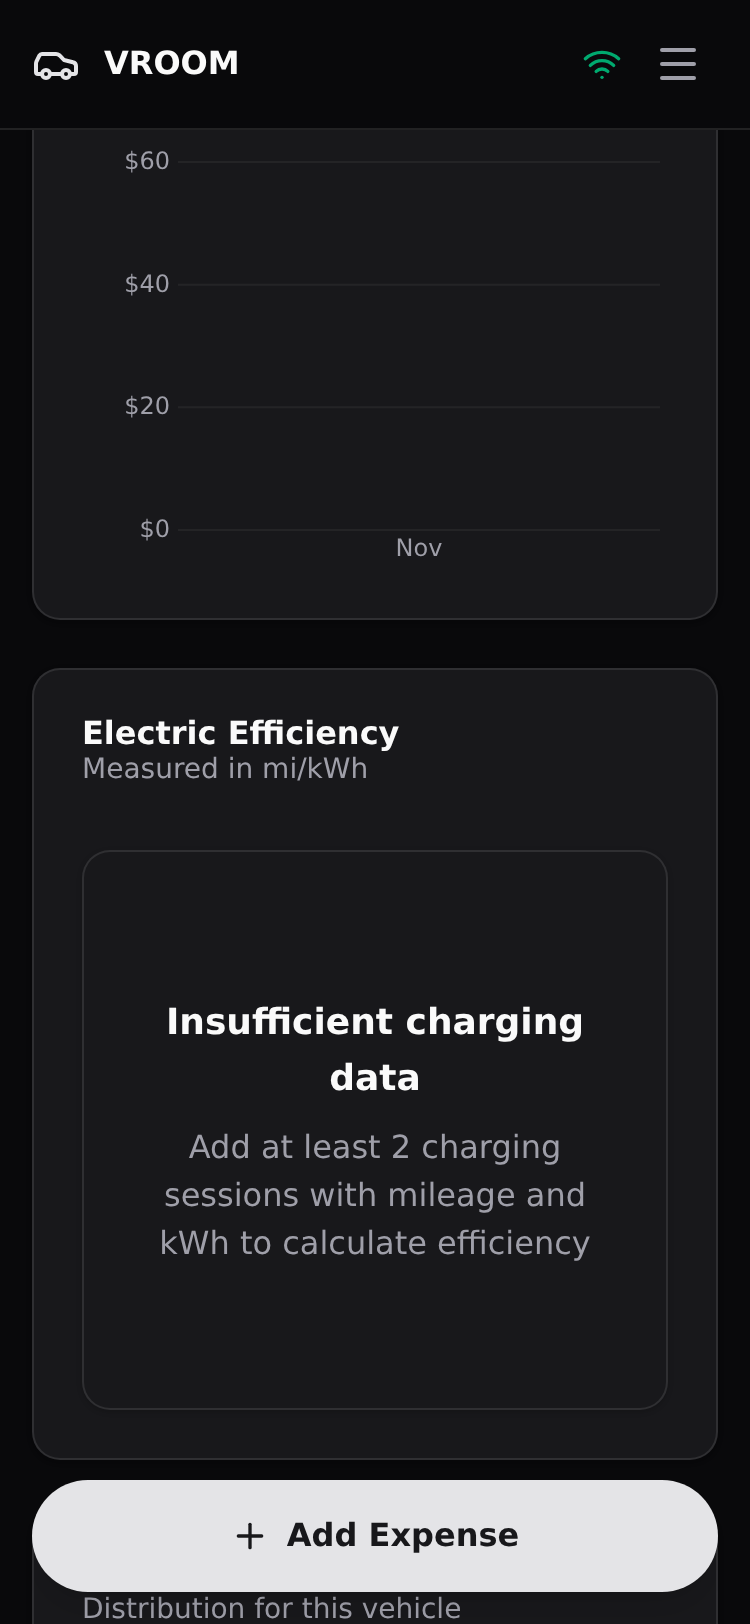 VROOM
$60
$40
$20
$0
Nov
Electric Efficiency
Measured in mi/kWh
Insufficient charging
data
Add at least 2 charging
sessions with mileage and
kWh to calculate efficiency
Add Expense
Distribution for this vehicle